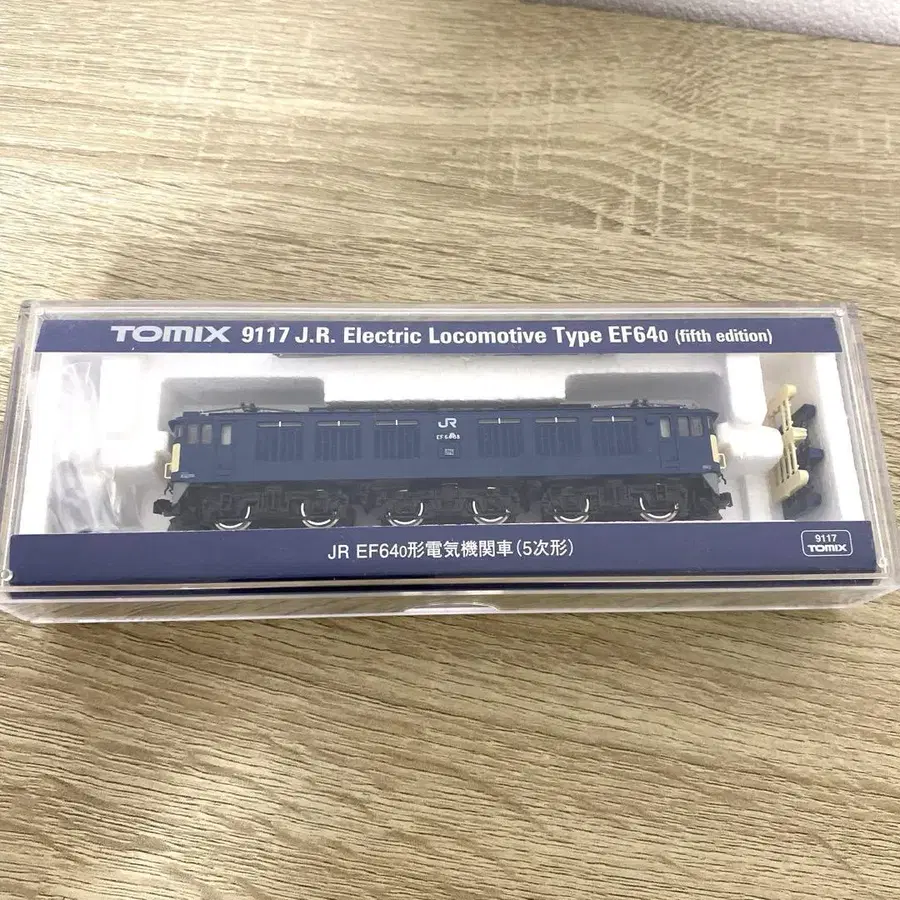 TOMIX 9117 J.R. Electric Locomotive Type EF640 (fifth edition)
JR
JR EF640形電気機関車(5次形)
9117
TOMIX